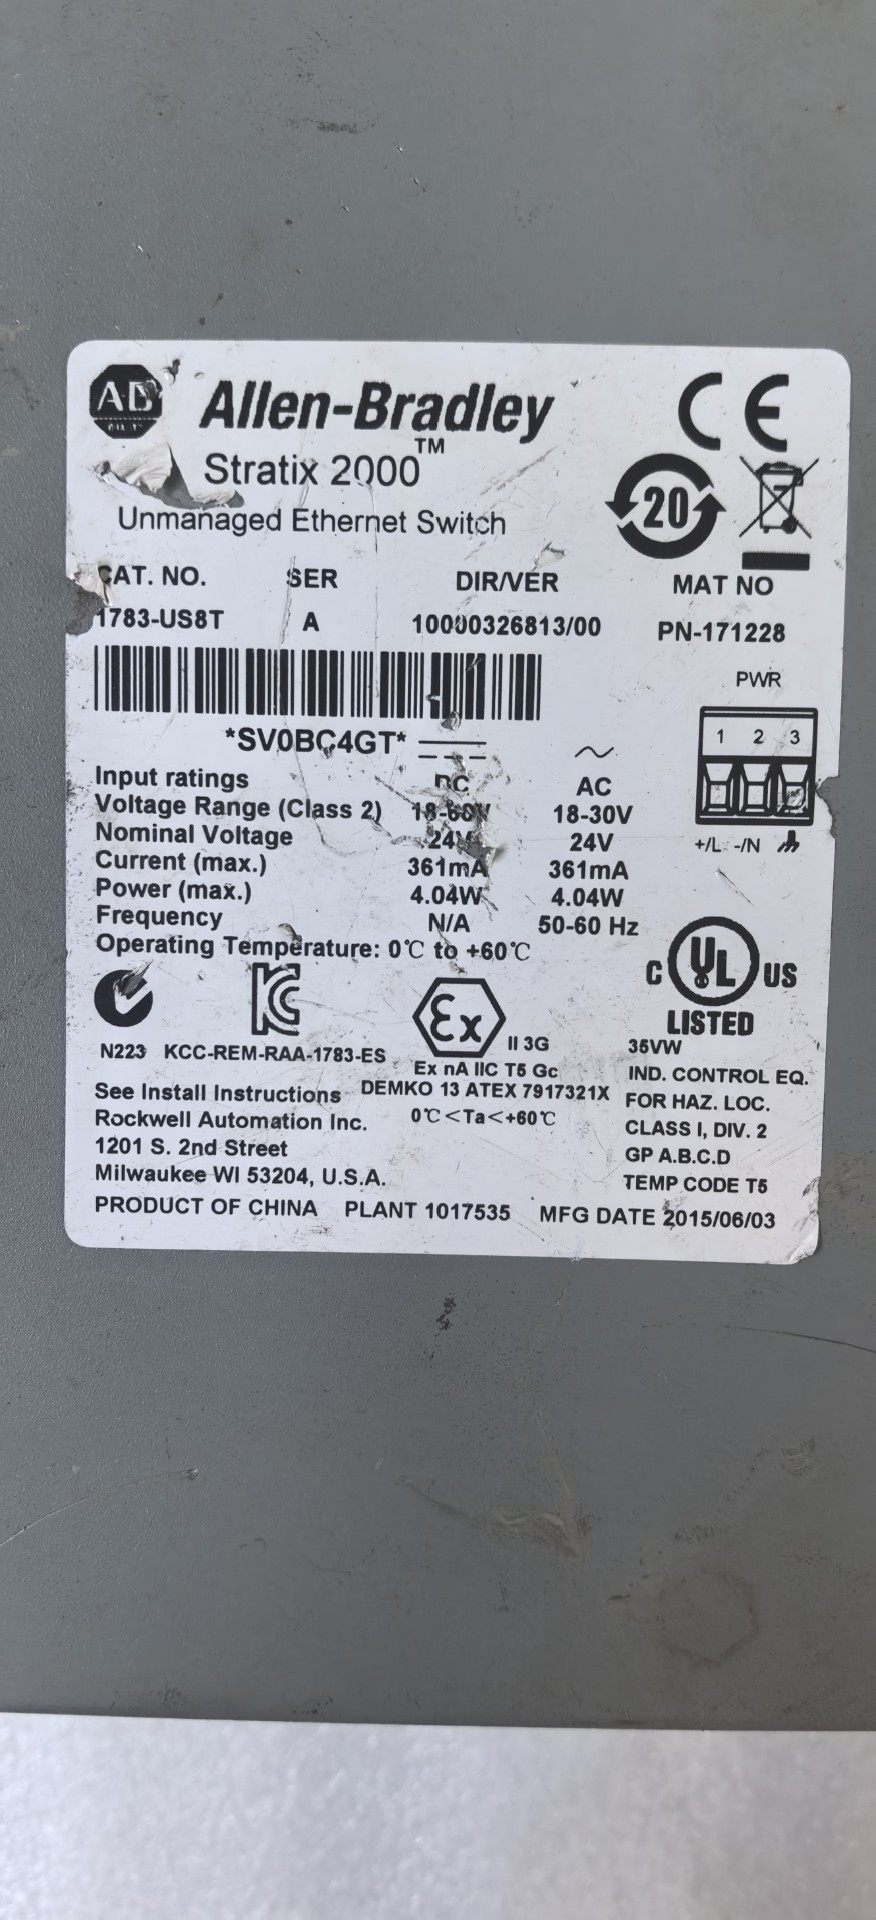 AB
Allen-Bradley
CE
Stratix 2000™
20
Unmanaged Ethernet Switch
CAT. NO. SER DIR/VER MAT NO
1783-US8T A 10000326813/00 PN-171228
PWR
*SV0BC4GT*
1 2 3
+/L -/N
Input ratings DC AC
Voltage Range (Class 2) 18-60V 18-30V
Nominal Voltage 24V 24V
Current (max.) 361mA 361mA
Power (max.) 4.04W 4.04W
Frequency N/A 50-60 Hz
Operating Temperature: 0℃ to +60℃
C UL US
LISTED
N223 KCC-REM-RAA-1783-ES
Ex II 3G
Ex nA IIC T5 Gc
DEMKO 13 ATEX 7917321X
0℃<Ta<+60℃
35VW
IND. CONTROL EQ.
FOR HAZ. LOC.
CLASS I, DIV. 2
GP A.B.C.D
TEMP CODE T5
See Install Instructions
Rockwell Automation Inc.
1201 S. 2nd Street
Milwaukee WI 53204, U.S.A.
PRODUCT OF CHINA PLANT 1017535 MFG DATE 2015/06/03